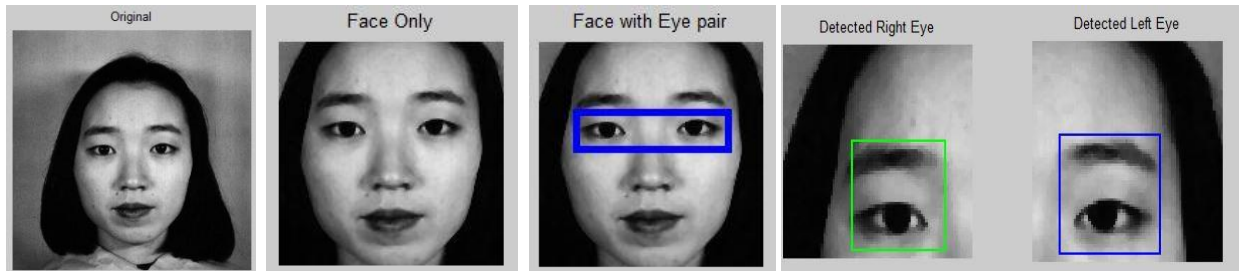 Original
Face Only
Face with Eye pair
Detected Right Eye
Detected Left Eye